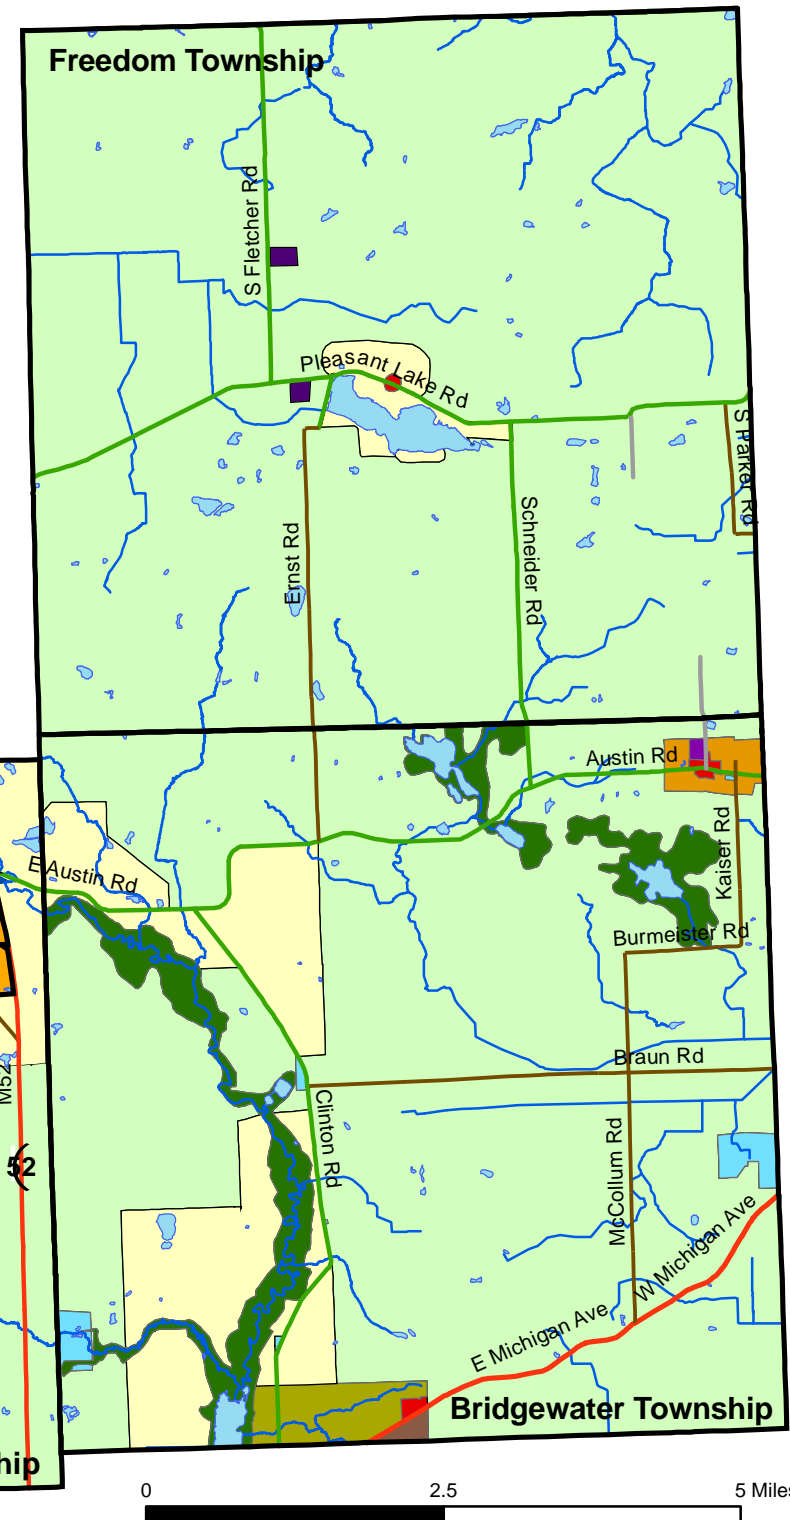 Freedom Township
S Fletcher Rd
Pleasant Lake Rd
S Parker Rd
Schneider Rd
Ernst Rd
Austin Rd
Kaiser Rd
E Austin Rd
Burmeister Rd
Braun Rd
M52
Clinton Rd
McCollum Rd
52
W Michigan Ave
E Michigan Ave
Bridgewater Township
hip
0 2.5 5 Miles